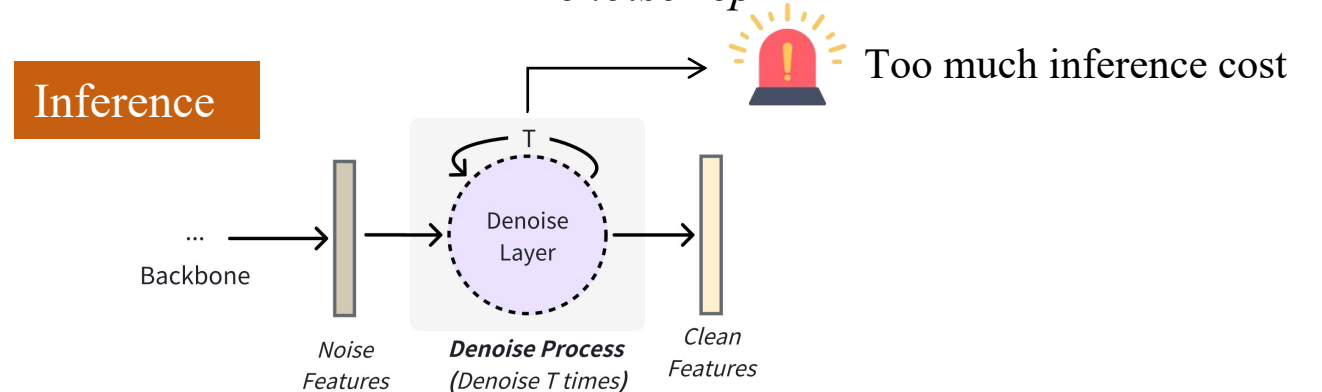 Too much inference cost
Inference
T
Denoise
Layer
...
Backbone
Noise
Features
Denoise Process
(Denoise T times)
Clean
Features